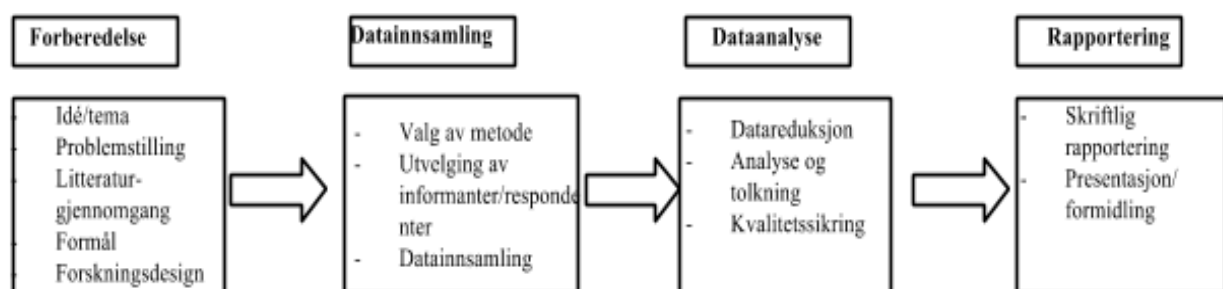 Forberedelse
- Idé/tema
Problemstilling
- Litteratur-
gjennomgang
- Formål
- Forskningsdesign
Datainnsamling
- Valg av metode
- Utvelging av
informanter/responde
nter
- Datainnsamling
Dataanalyse
- Datareduksjon
- Analyse og
tolkning
- Kvalitetssikring
Rapportering
- Skriftlig
rapportering
- Presentasjon/
formidling